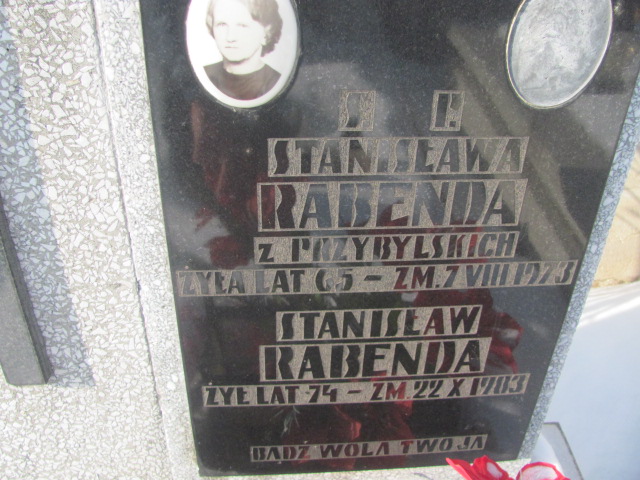 Ś. P.
STANISŁAWA
RABENDA
z PRZYBYLSKICH
ŻYŁA LAT 65 - ZM. 7 VIII 1973
STANISŁAW
RABENDA
ŻYŁ LAT 74 - ZM. 22 X 1983
BĄDŹ WOLA TWOJA